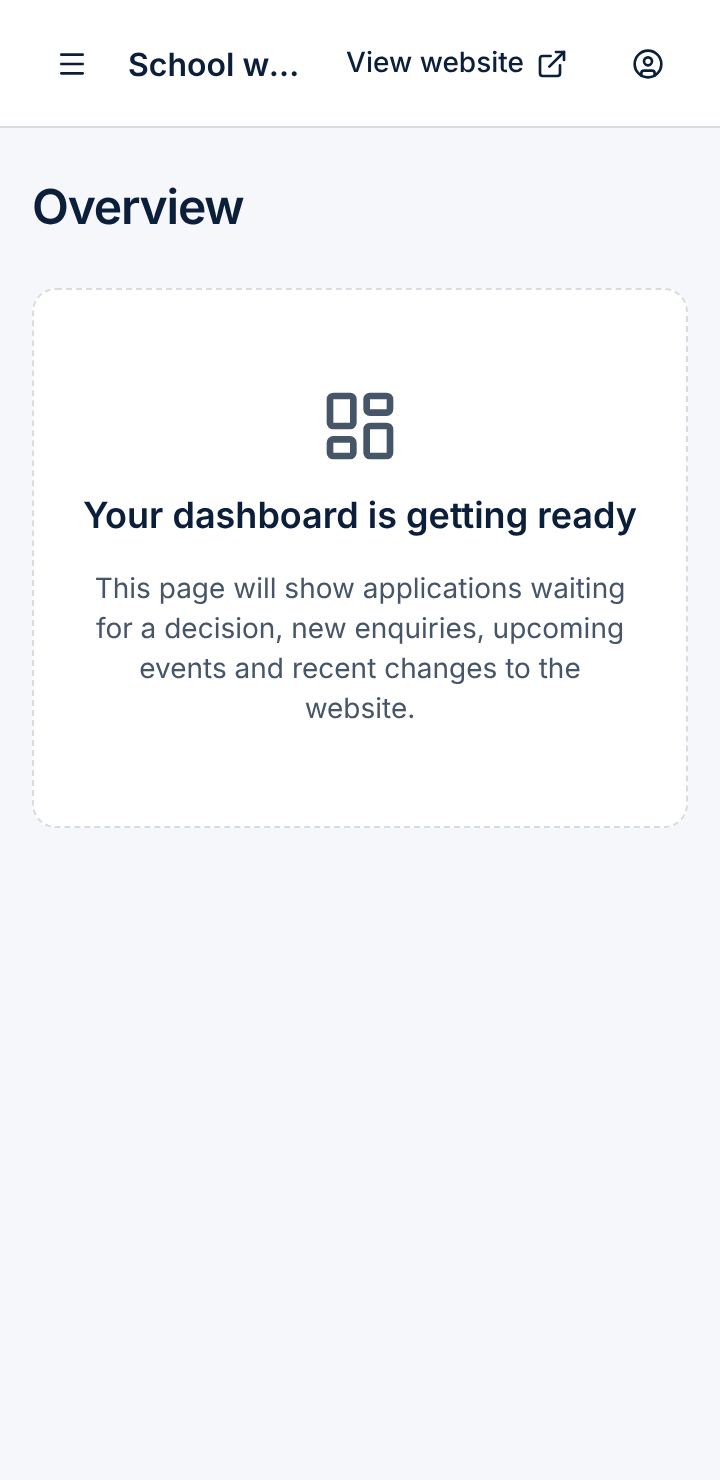 School w...
View website
Overview
Your dashboard is getting ready
This page will show applications waiting
for a decision, new enquiries, upcoming
events and recent changes to the
website.